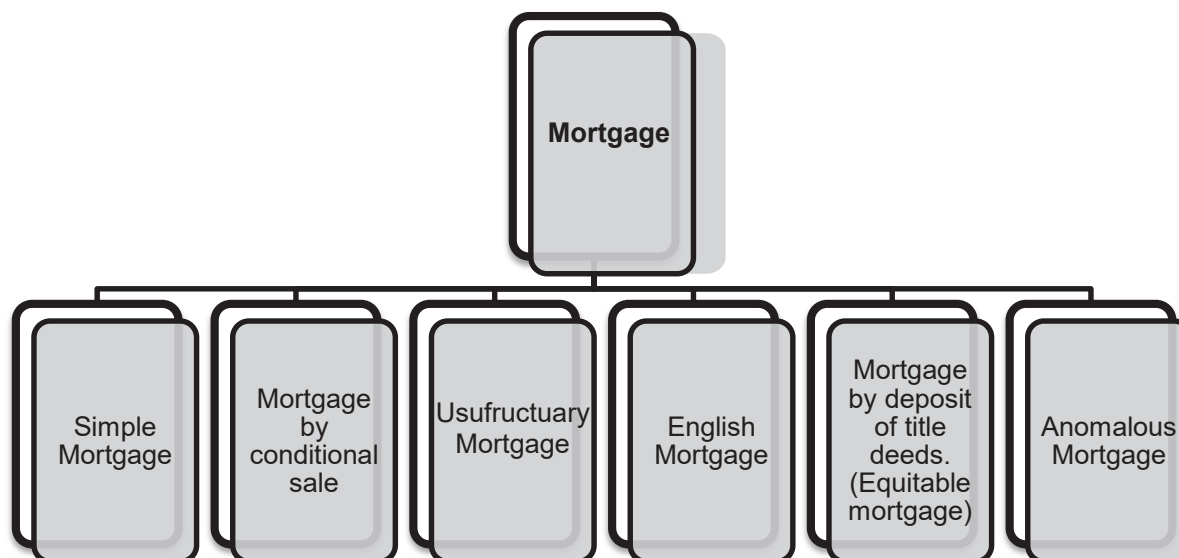 Mortgage
Simple
Mortgage
Mortgage
by
conditional
sale
Usufructuary
Mortgage
English
Mortgage
Mortgage
by deposit
of title
deeds.
(Equitable
mortgage)
Anomalous
Mortgage